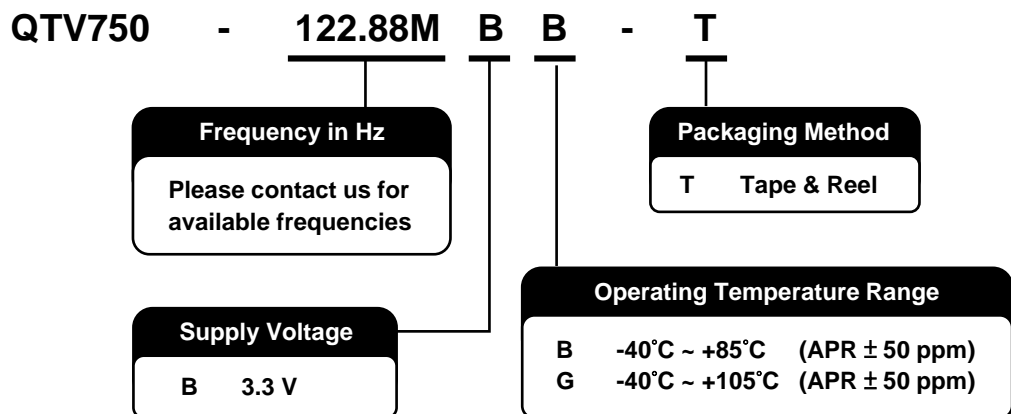 QTV750 - 122.88M B B - T
Frequency in Hz
Please contact us for
available frequencies
Packaging Method
T Tape & Reel
Supply Voltage
B 3.3 V
Operating Temperature Range
B -40°C ~ +85°C (APR ± 50 ppm)
G -40°C ~ +105°C (APR ± 50 ppm)